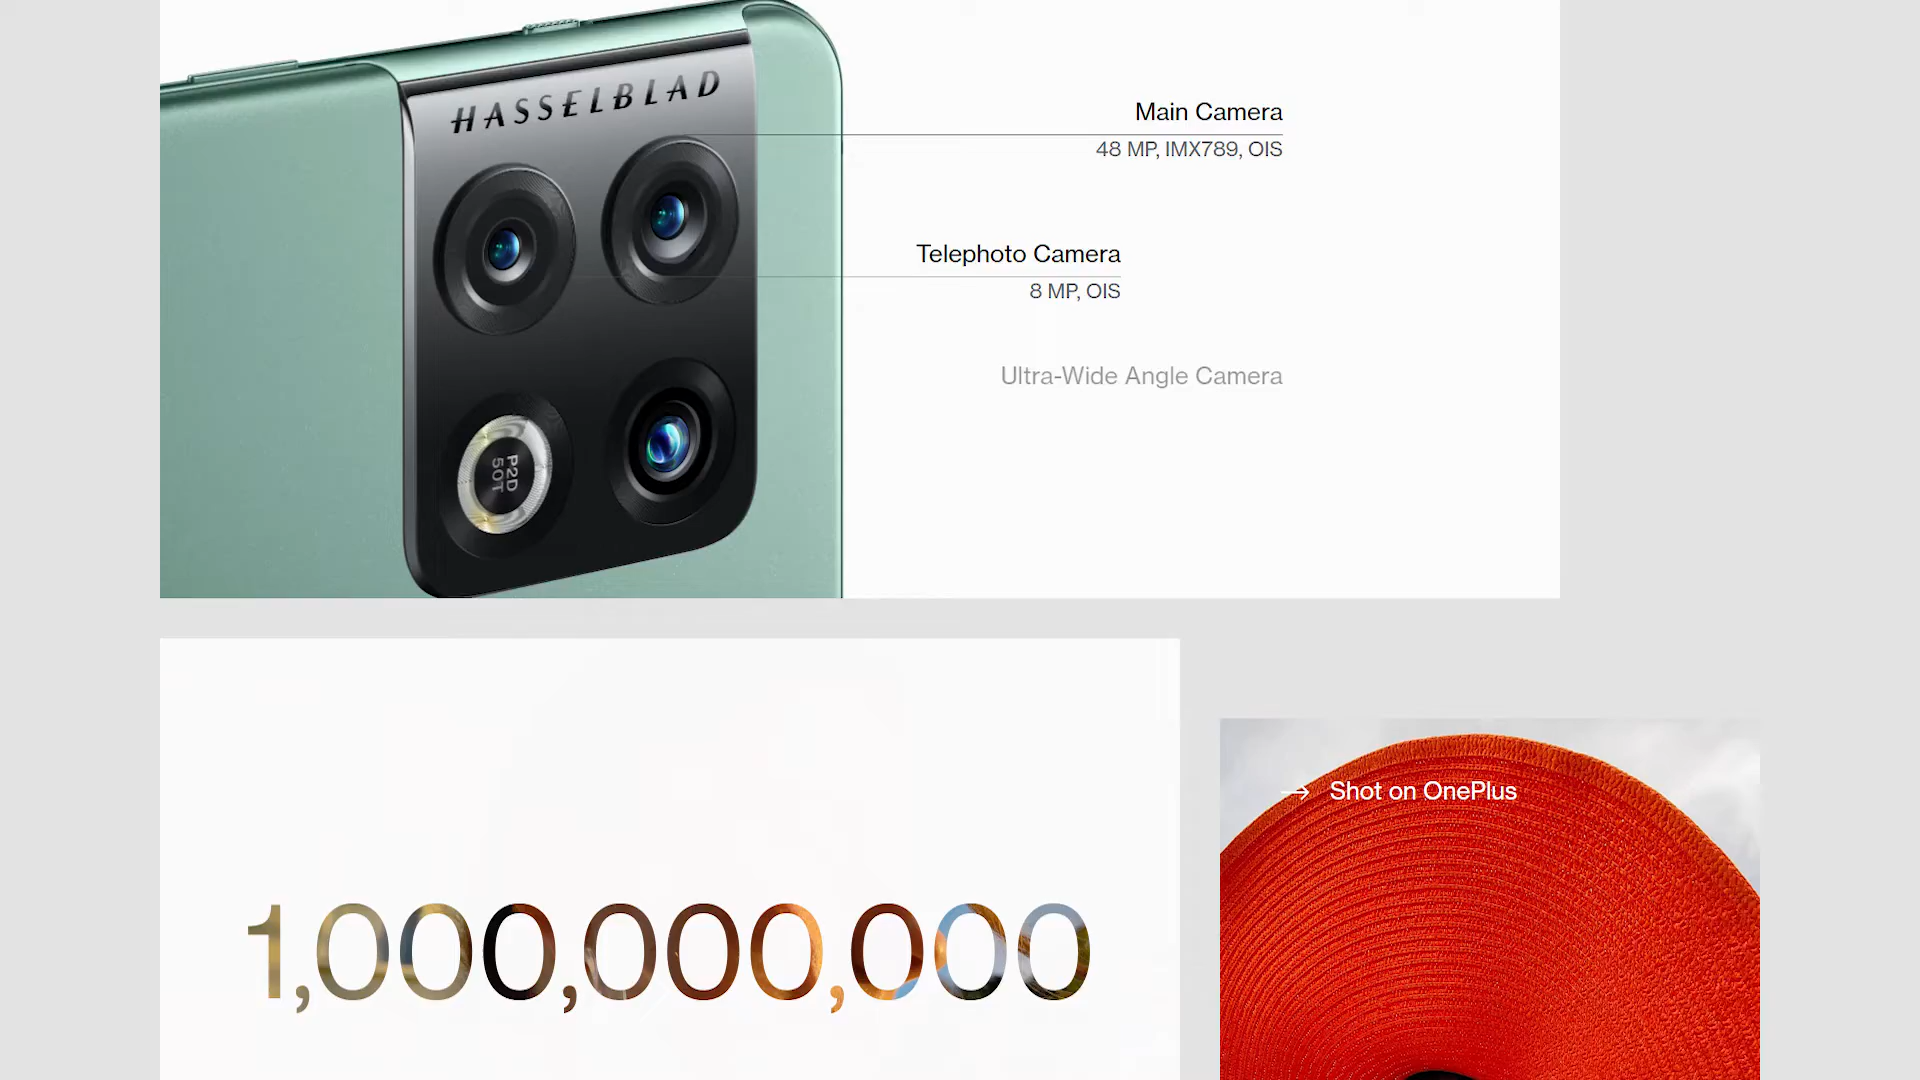 HASSELBLAD
Main Camera
48 MP, IMX789, OIS
Telephoto Camera
8 MP, OIS
Ultra-Wide Angle Camera
P2D
50T
Shot on OnePlus
1,000,000,000